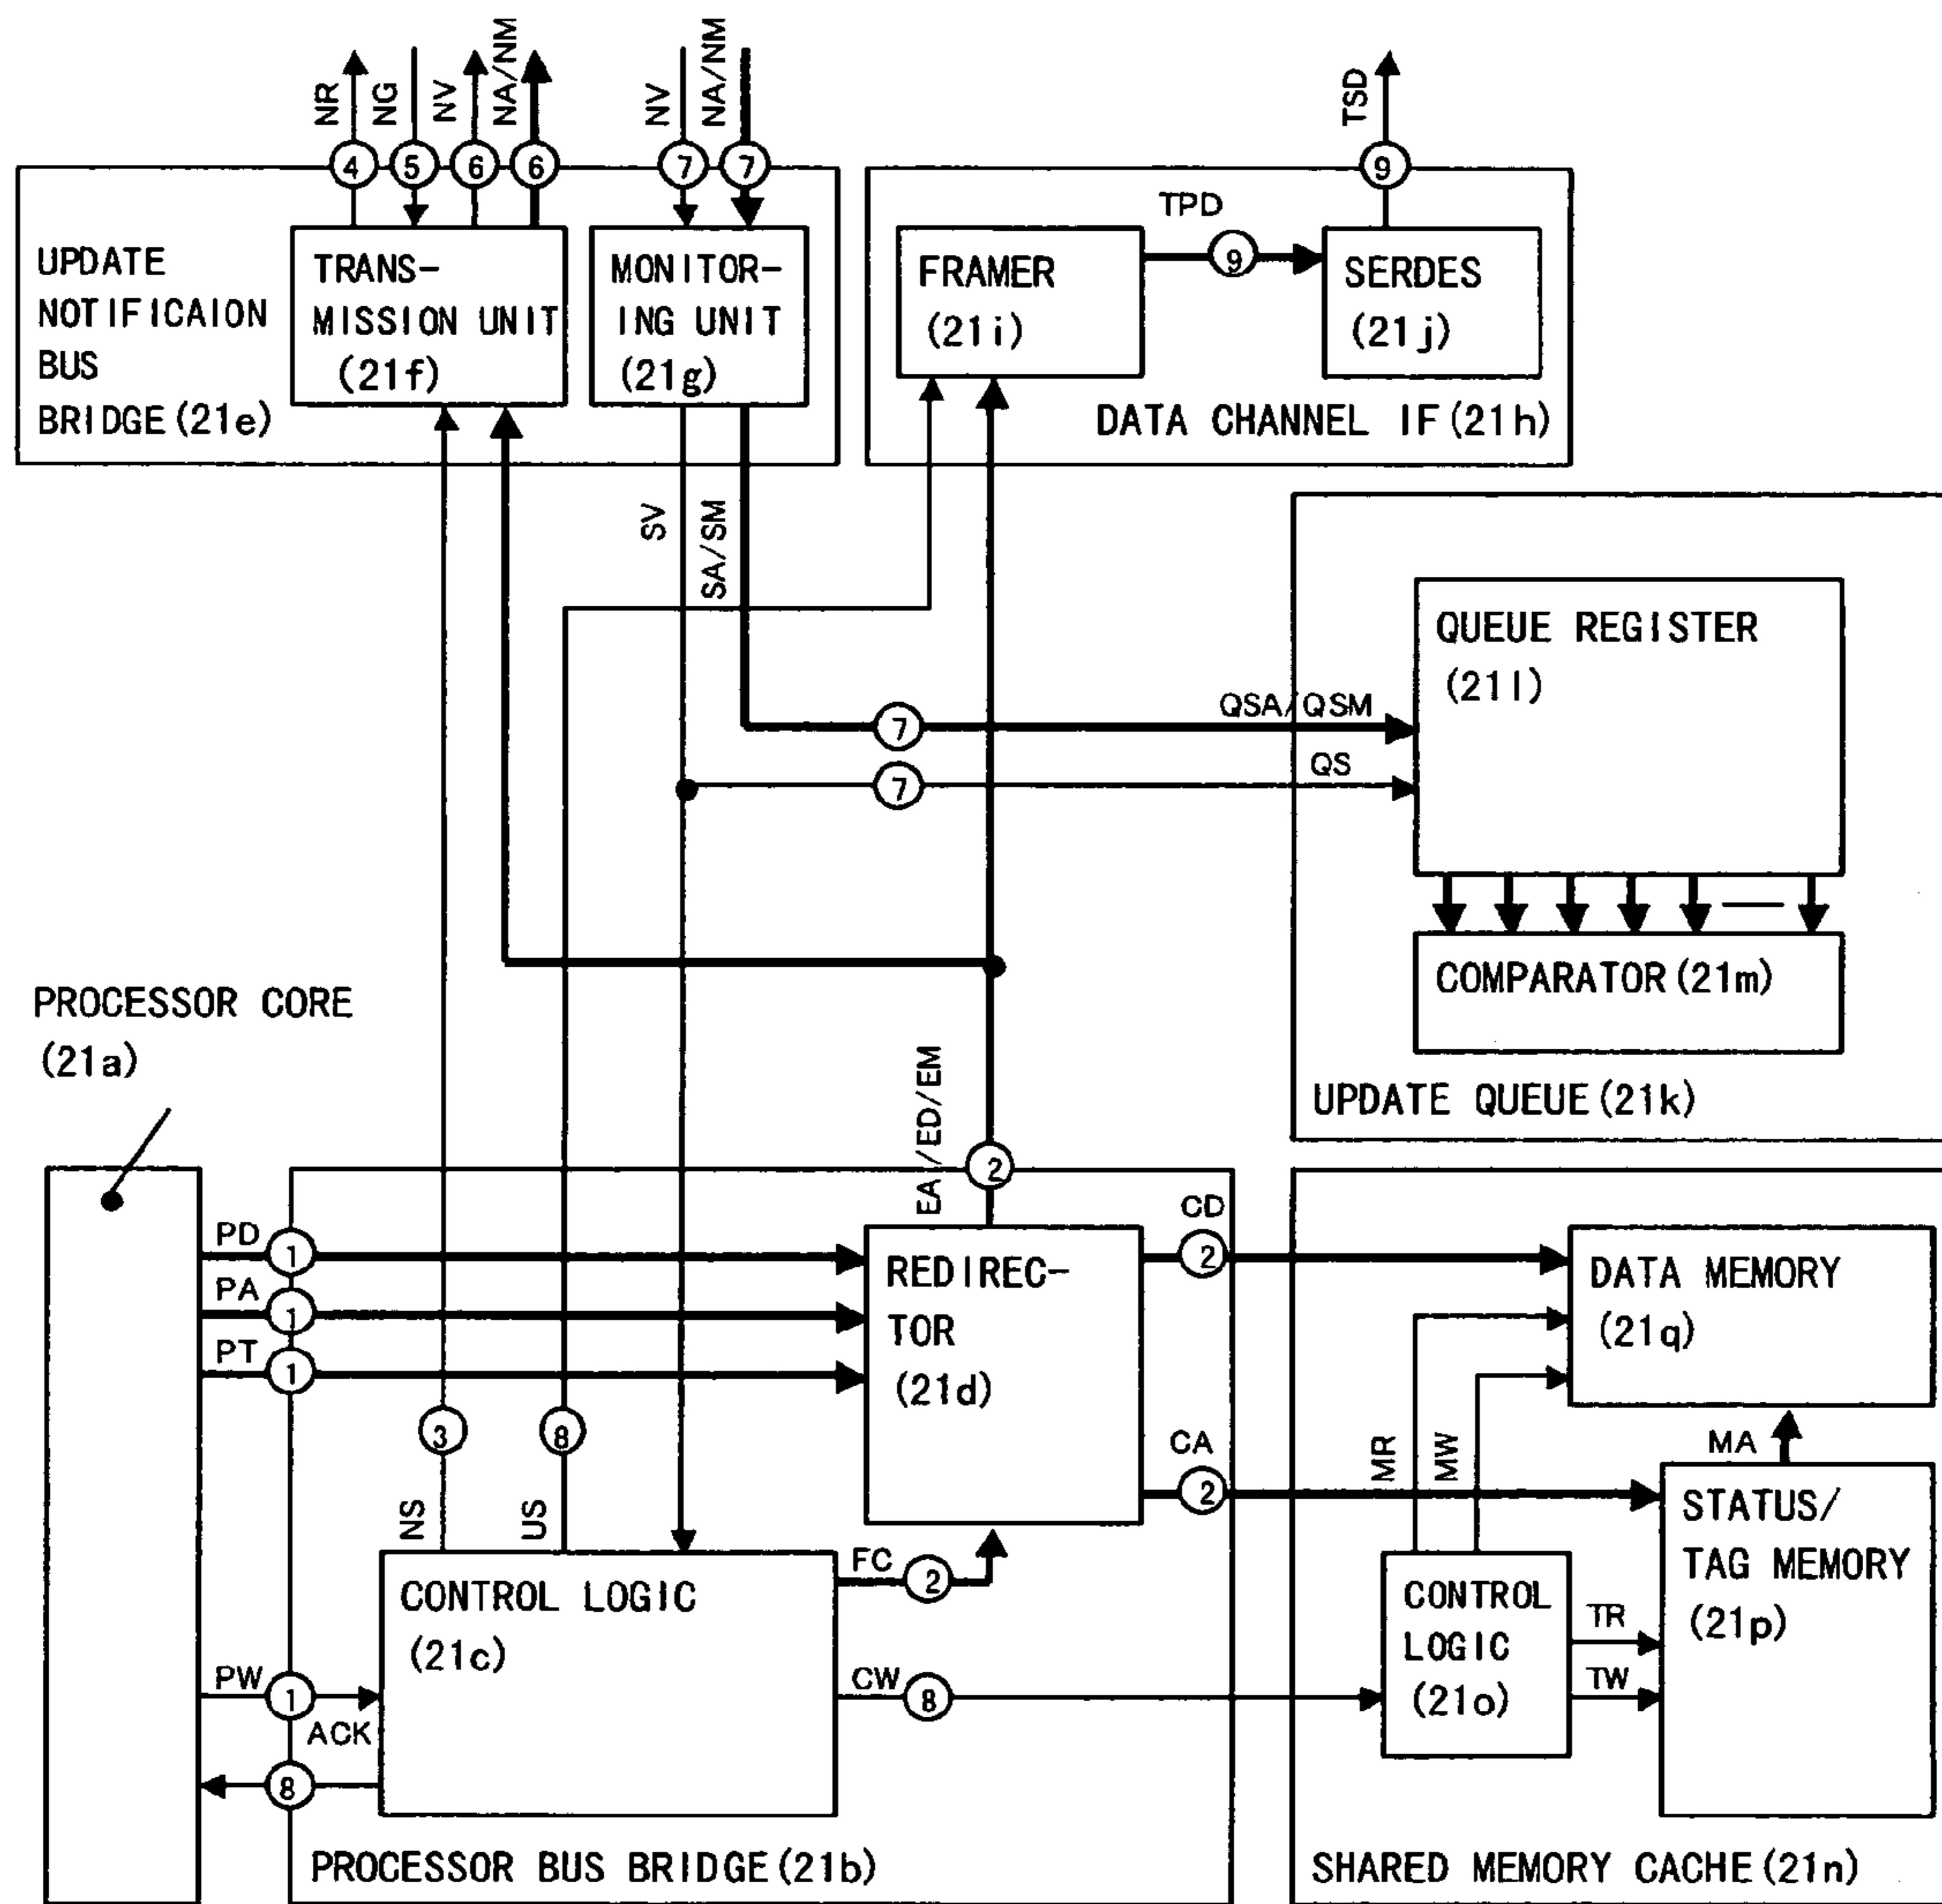 NR
NG
NV
NA/NM
NV
NA/NM
TSD
4
5
6
6
7
7
9
UPDATE
NOTIFICAION
BUS
BRIDGE(21e)
TRANS-
MISSION UNIT
(21f)
MONITOR-
ING UNIT
(21g)
FRAMER
(21i)
TPD
9
SERDES
(21j)
DATA CHANNEL IF(21h)
SV
SA/SM
QUEUE REGISTER
(21l)
7
QSA/QSM
7
QS
COMPARATOR(21m)
UPDATE QUEUE(21k)
PROCESSOR CORE
(21a)
EA/ED/EM
2
PD
1
PA
1
PT
1
REDIREC-
TOR
(21d)
CD
2
CA
2
DATA MEMORY
(21q)
MR
MW
MA
STATUS/
TAG MEMORY
(21p)
3
8
NS
US
CONTROL LOGIC
(21c)
FC
2
CONTROL
LOGIC
(21o)
TR
TW
PW
1
ACK
8
CW
8
PROCESSOR BUS BRIDGE(21b)
SHARED MEMORY CACHE(21n)